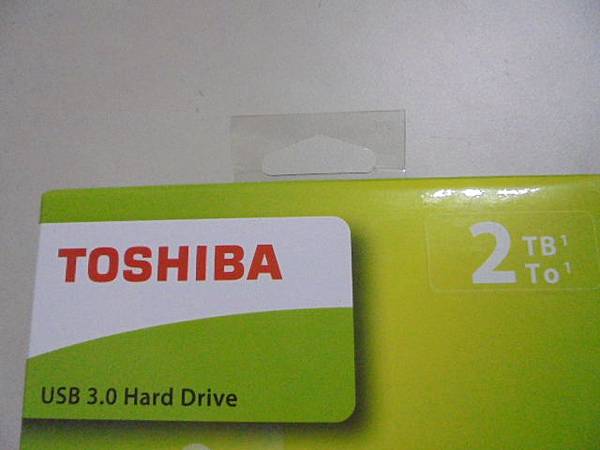 TOSHIBA
2 TB¹
To¹
USB 3.0 Hard Drive